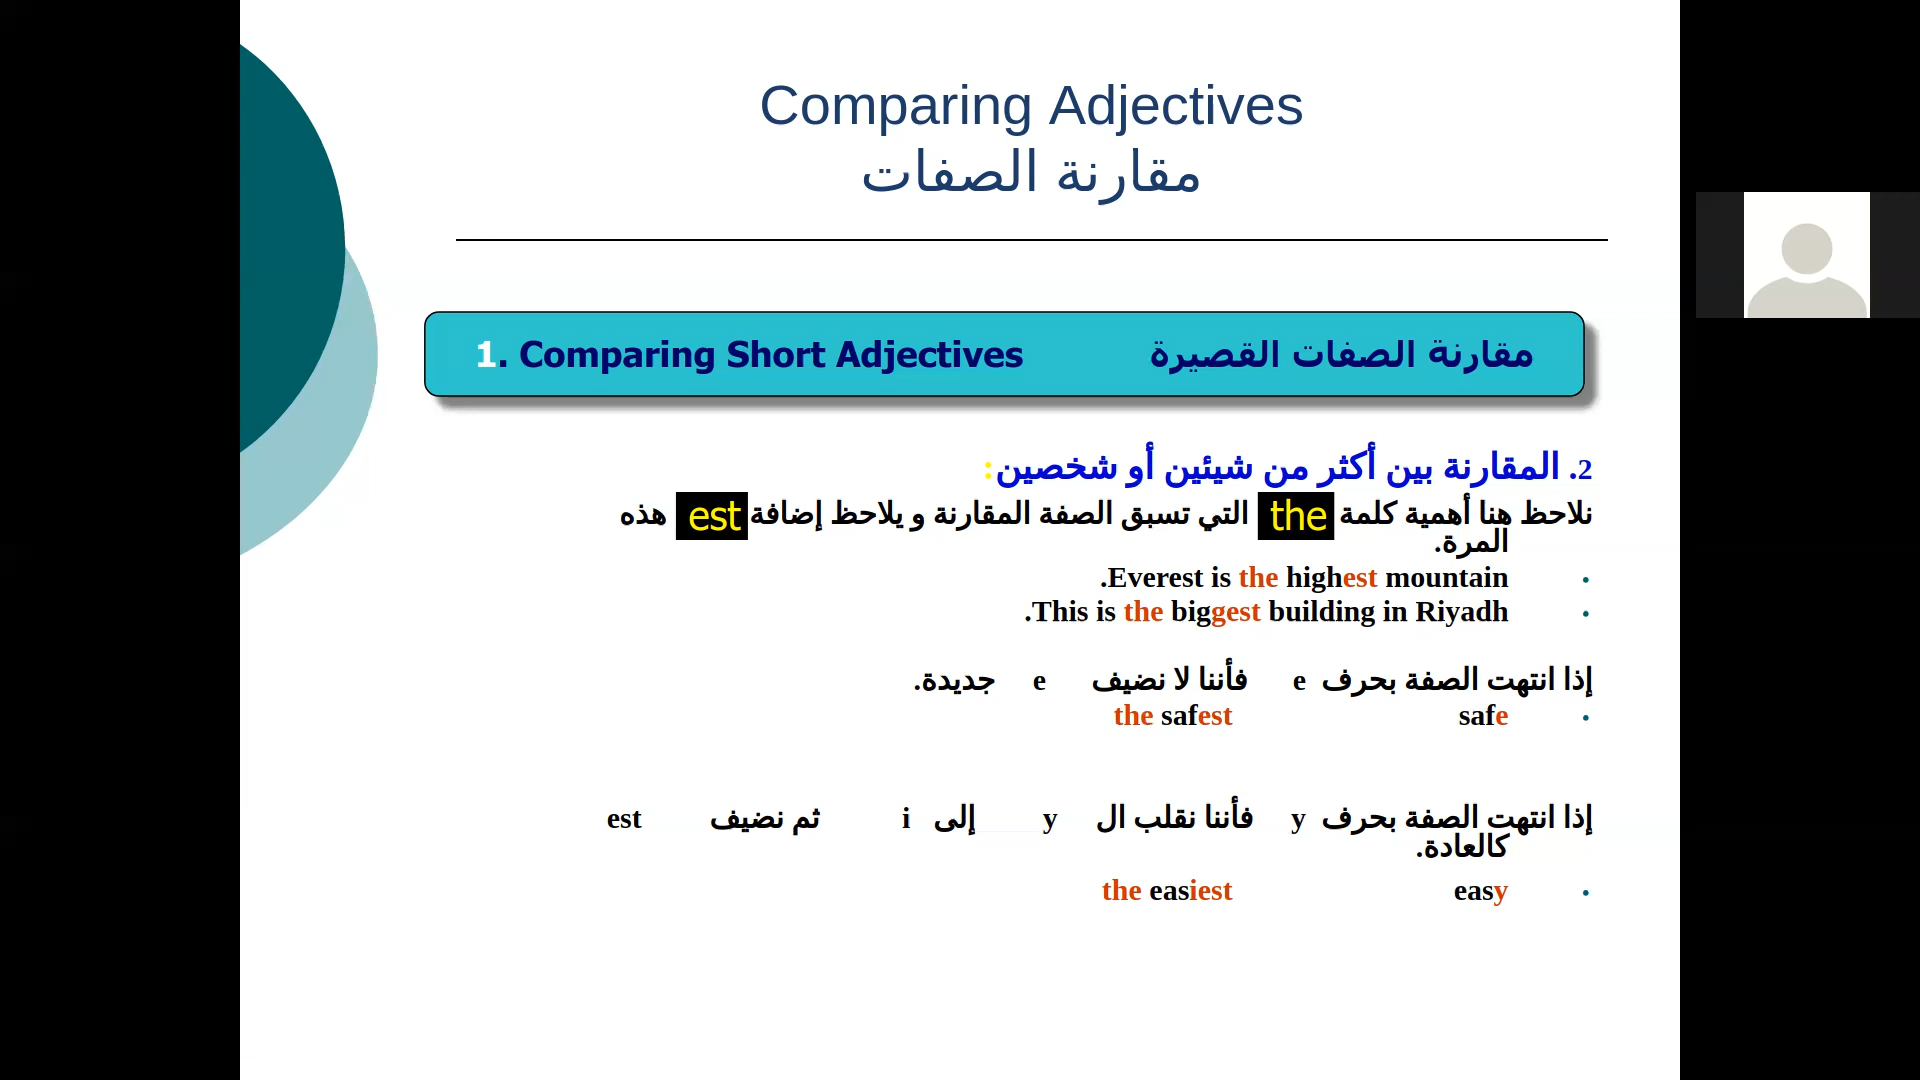 Comparing Adjectives
مقارنة الصفات
1. Comparing Short Adjectives مقارنة الصفات القصيرة
2. المقارنة بين أكثر من شيئين أو شخصين:
نلاحظ هنا أهمية كلمة the التي تسبق الصفة المقارنة و يلاحظ إضافة est هذه
المرة.
• Everest is the highest mountain.
• This is the biggest building in Riyadh.
إذا انتهت الصفة بحرف e فأننا لا نضيف e جديدة.
• safe the safest
إذا انتهت الصفة بحرف y فأننا نقلب ال y إلى i ثم نضيف est
كالعادة.
• easy the easiest